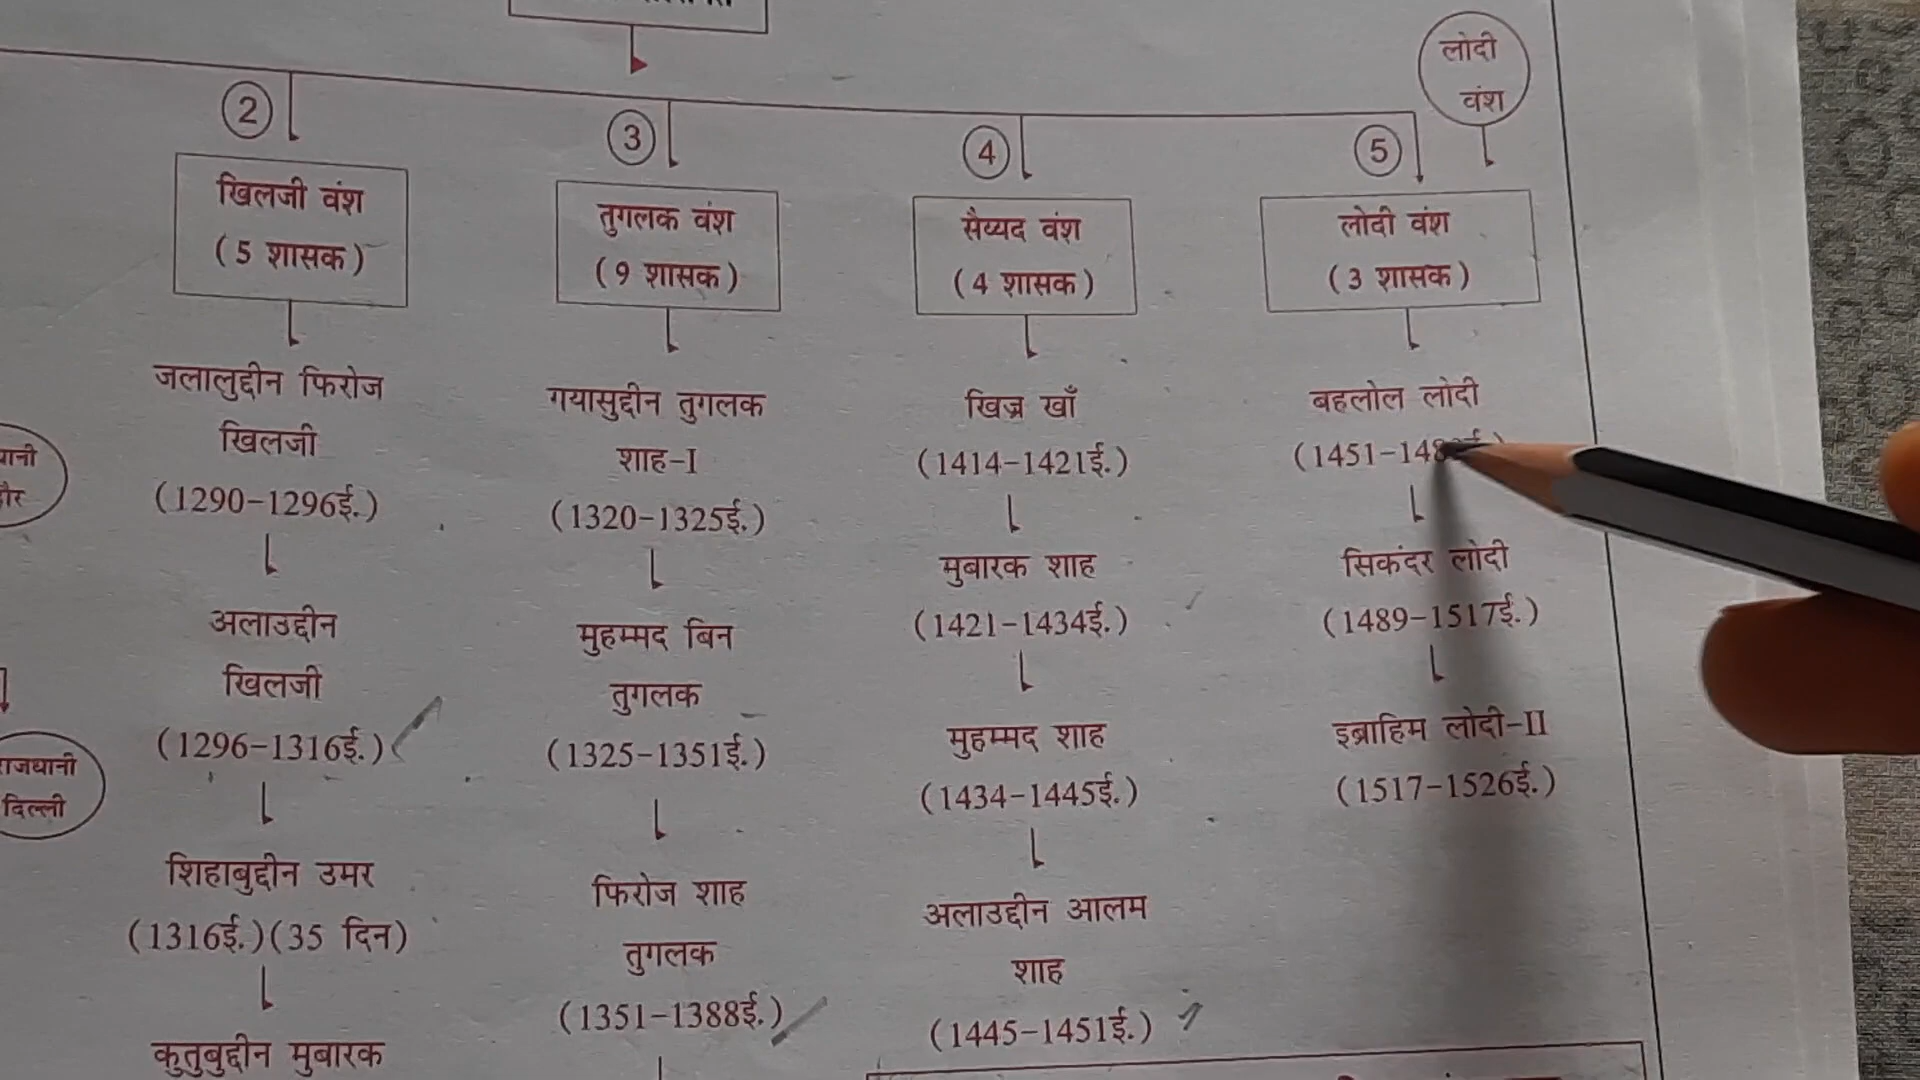 लोदी
वंश
2
3
4
5
खिलजी वंश
(5 शासक)
तुगलक वंश
(9 शासक)
सैय्यद वंश
(4 शासक)
लोदी वंश
(3 शासक)
जलालुद्दीन फिरोज
खिलजी
(1290-1296ई.)
अलाउद्दीन
खिलजी
(1296-1316ई.)
शिहाबुद्दीन उमर
(1316ई.)(35 दिन)
कुतुबुद्दीन मुबारक
गयासुद्दीन तुगलक
शाह-I
(1320-1325ई.)
मुहम्मद बिन
तुगलक
(1325-1351ई.)
फिरोज शाह
तुगलक
(1351-1388ई.)
खिज्र खाँ
(1414-1421ई.)
मुबारक शाह
(1421-1434ई.)
मुहम्मद शाह
(1434-1445ई.)
अलाउद्दीन आलम
शाह
(1445-1451ई.)
बहलोल लोदी
(1451-
सिकंदर लोदी
(1489-1517ई.)
इब्राहिम लोदी-II
(1517-1526ई.)
राजधानी
दिल्ली